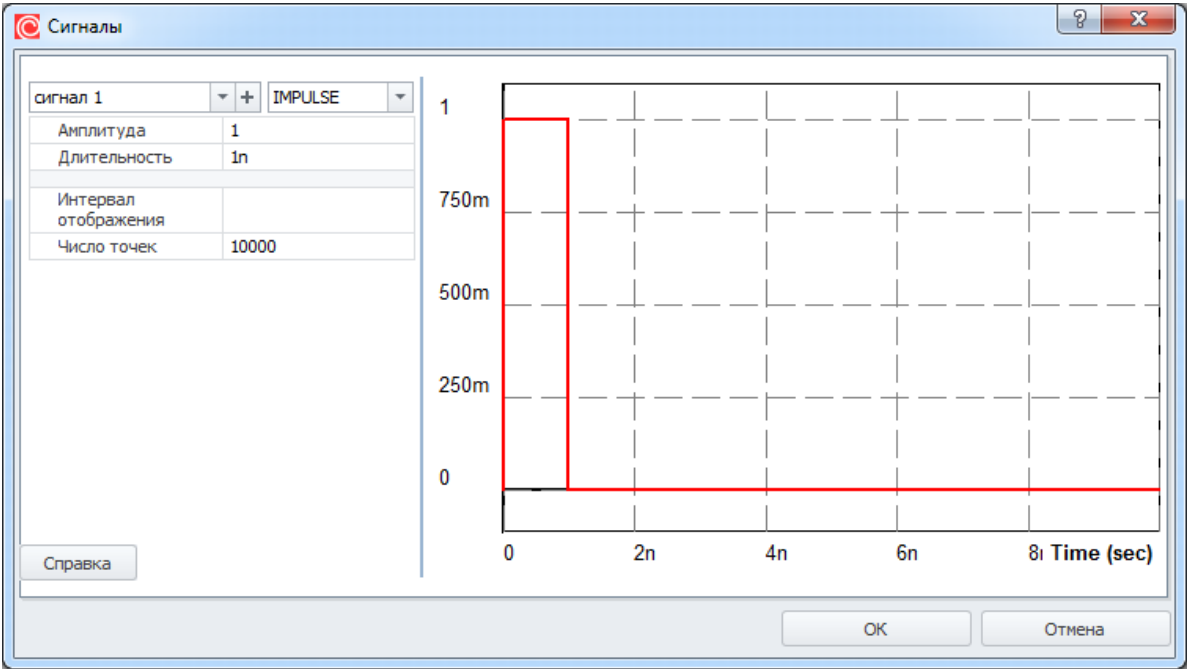 Сигналы
сигнал 1
IMPULSE
Амплитуда 1
Длительность 1n
Интервал
отображения
Число точек 10000
Справка
1
750m
500m
250m
0
0 2n 4n 6n 8 Time (sec)
OK Отмена